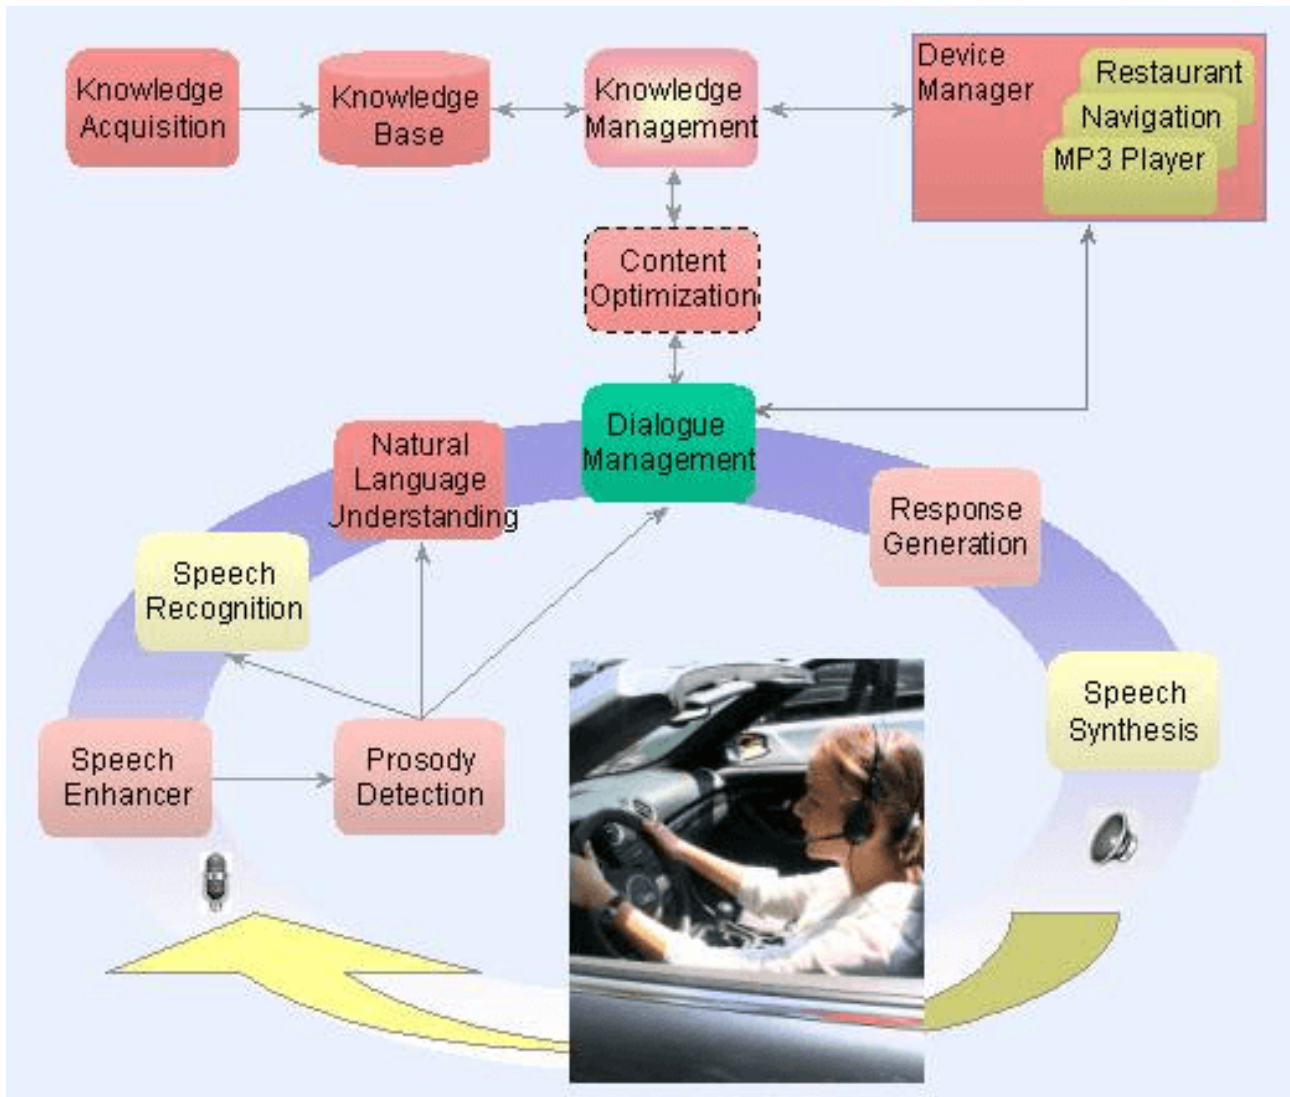 Knowledge
Acquisition
Knowledge
Base
Knowledge
Management
Device
Manager
Restaurant
Navigation
MP3 Player
Content
Optimization
Dialogue
Management
Natural
Language
Understanding
Response
Generation
Speech
Recognition
Speech
Synthesis
Speech
Enhancer
Prosody
Detection